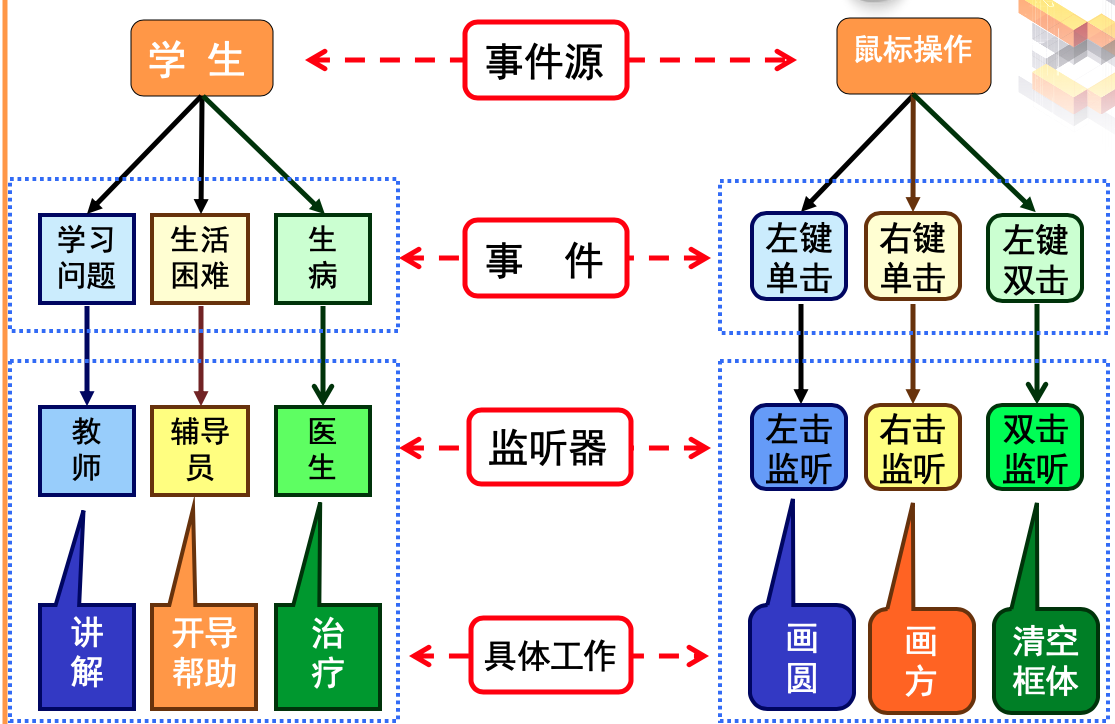 学 生
事件源
鼠标操作
学习
问题
生活
困难
生
病
事 件
左键
单击
右键
单击
左键
双击
教
师
辅导
员
医
生
监听器
左击
监听
右击
监听
双击
监听
讲
解
开导
帮助
治
疗
具体工作
画
圆
画
方
清空
框体